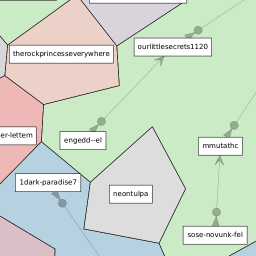 ourlittlesecrets1120
therockprincesseverywhere
er-lettem
engedd--el
mmutathc
1dark-paradise7
neontulpa
sose-novunk-fel